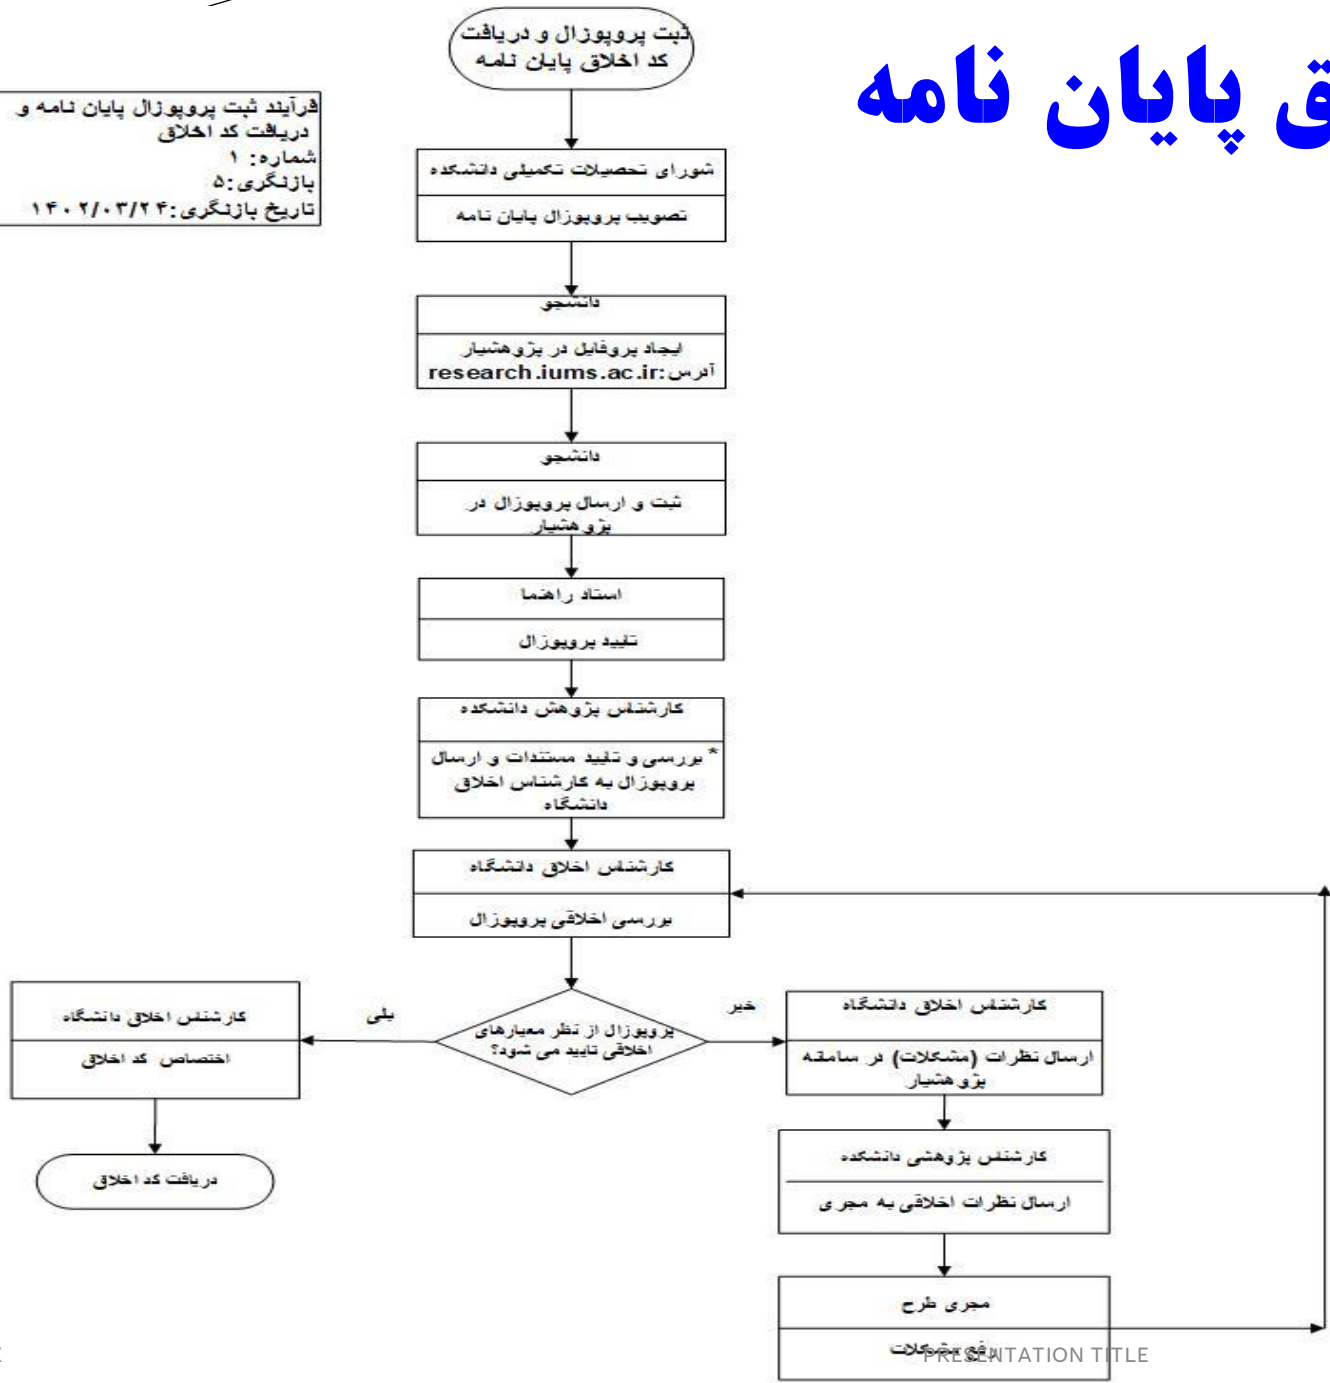 ق پایان نامه
ثبت پروپوزال و دریافت
کد اخلاق پایان نامه
فرآیند ثبت پروپوزال پایان نامه و
دریافت کد اخلاق
شماره: ۱
بازنگری:۵
تاریخ بازنگری:۱۴۰۲/۰۳/۲۴
شورای تحصیلات تکمیلی دانشکده
تصویب پروپوزال پایان نامه
دانشجو
ایجاد پروفایل در پژوهشیار
آدرس:research.iums.ac.ir
دانشجو
ثبت و ارسال پروپوزال در
پژوهشیار
استاد راهنما
تایید پروپوزال
کارشناس پژوهش دانشکده
* بررسی و تایید مستندات و ارسال
پروپوزال به کارشناس اخلاق
دانشگاه
کارشناس اخلاق دانشگاه
بررسی اخلاقی پروپوزال
پروپوزال از نظر معیارهای
اخلاقی تایید می شود؟
خیر
بلی
کارشناس اخلاق دانشگاه
ارسال نظرات (مشکلات) در سامانه
پژوهشیار
کارشناس پژوهشی دانشکده
ارسال نظرات اخلاقی به مجری
مجری طرح
رفع مشکلات
کارشناس اخلاق دانشگاه
اختصاص کد اخلاق
دریافت کد اخلاق
PRESENTATION TITLE